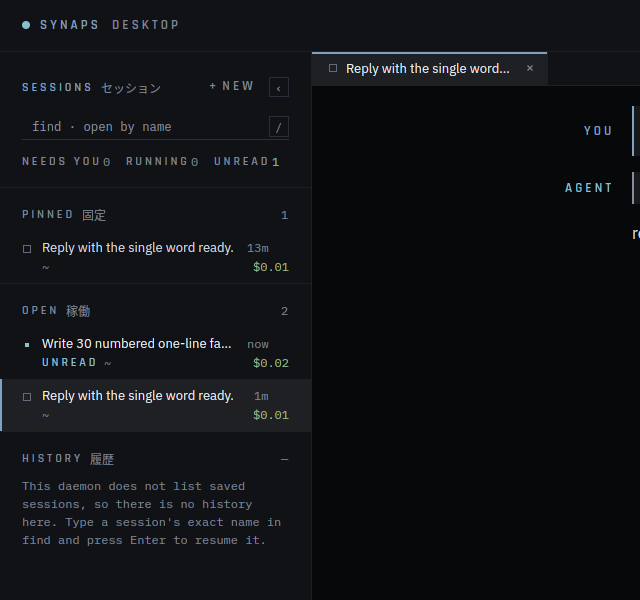 SYNAPS DESKTOP
SESSIONS セッション + NEW ‹
find · open by name /
NEEDS YOU 0 RUNNING 0 UNREAD 1
PINNED 固定 1
Reply with the single word ready. 13m
~ $0.01
OPEN 稼働 2
Write 30 numbered one-line fa... now
UNREAD ~ $0.02
Reply with the single word ready. 1m
~ $0.01
HISTORY 履歴 —
This daemon does not list saved
sessions, so there is no history
here. Type a session's exact name in
find and press Enter to resume it.
Reply with the single word... ×
YOU
AGENT